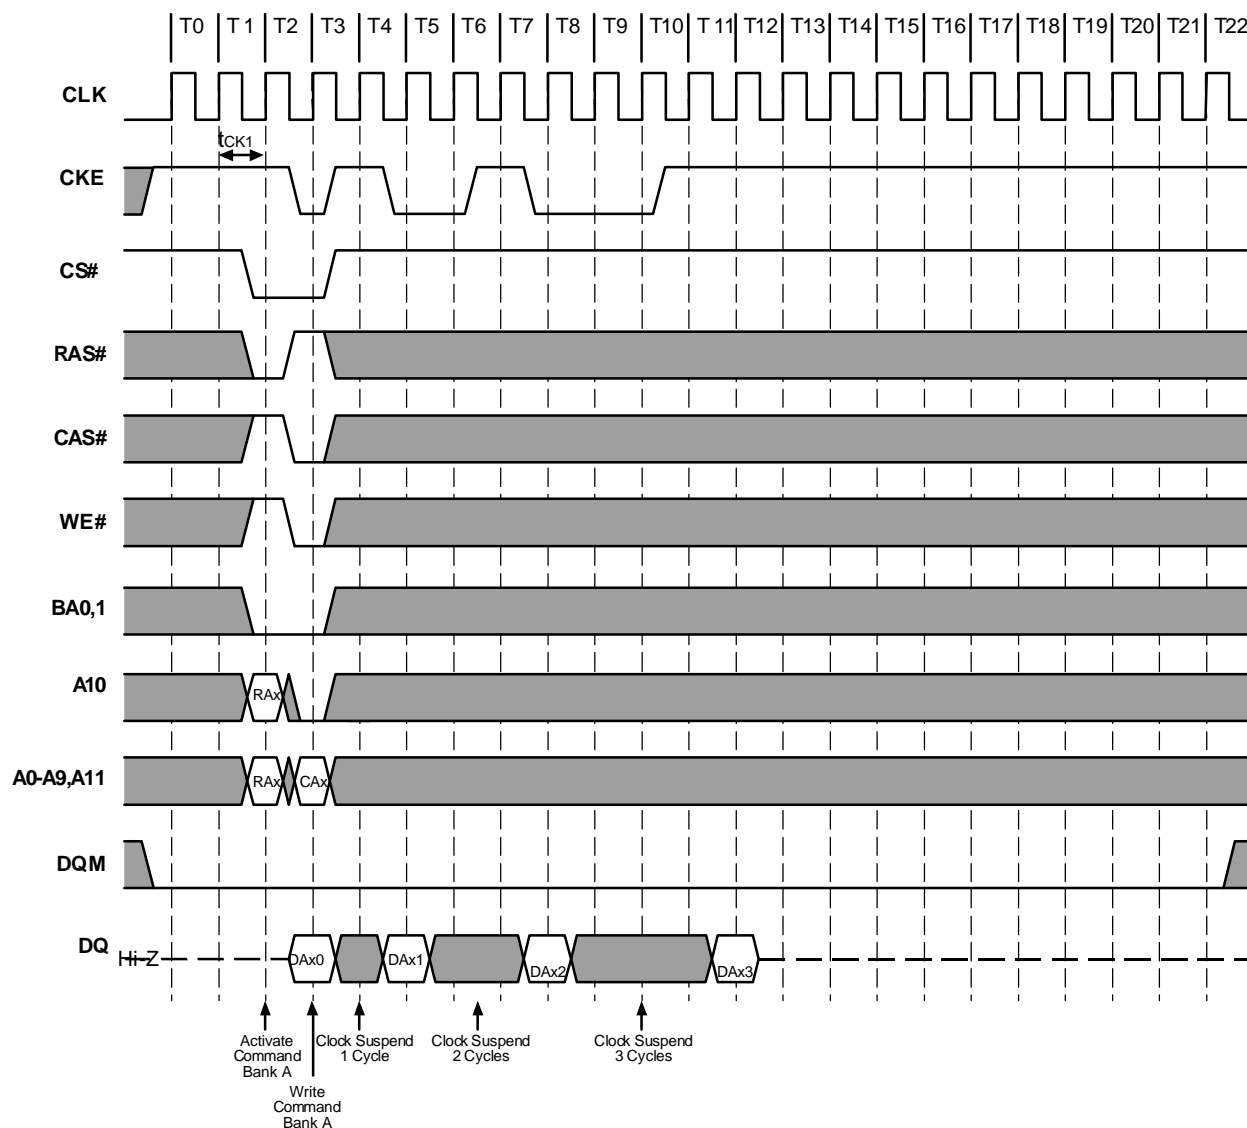 T0 T1 T2 T3 T4 T5 T6 T7 T8 T9 T10 T11 T12 T13 T14 T15 T16 T17 T18 T19 T20 T21 T22
CLK
tCK1
CKE
CS#
RAS#
CAS#
WE#
BA0,1
A10
RAx
A0-A9,A11
RAx CAx
DQM
DQ
Hi-Z
DAx0 DAx1 DAx2 DAx3
Activate
Command
Bank A
Write
Command
Bank A
Clock Suspend
1 Cycle
Clock Suspend
2 Cycles
Clock Suspend
3 Cycles